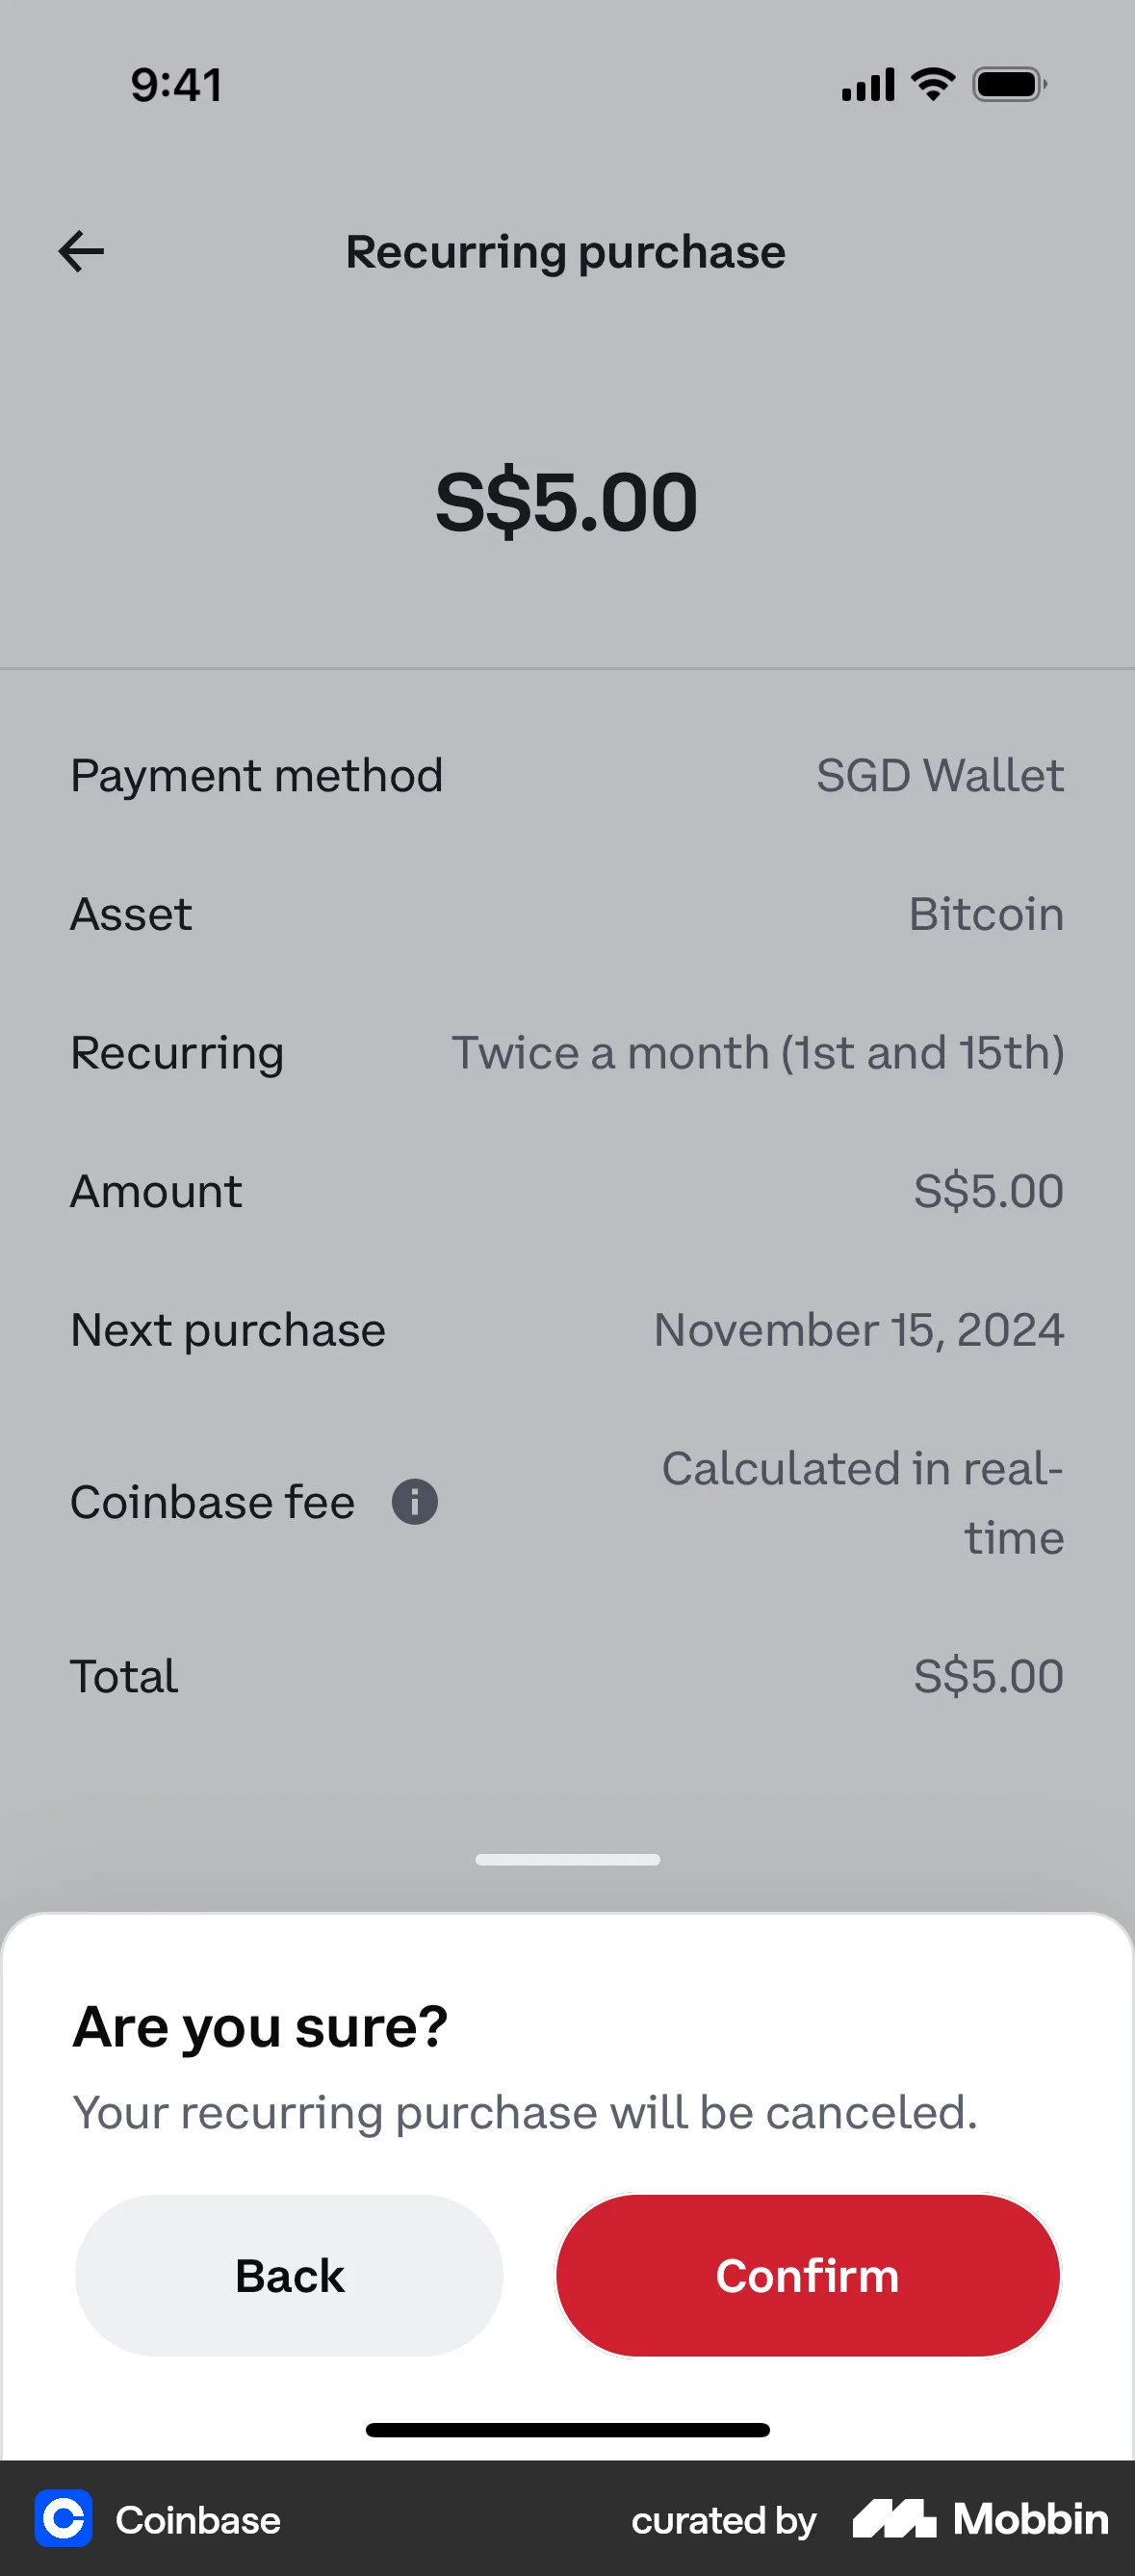 9:41
Recurring purchase
S$5.00
Payment method SGD Wallet
Asset Bitcoin
Recurring Twice a month (1st and 15th)
Amount S$5.00
Next purchase November 15, 2024
Coinbase fee i Calculated in real-
time
Total S$5.00
Are you sure?
Your recurring purchase will be canceled.
Back Confirm
Coinbase curated by Mobbin